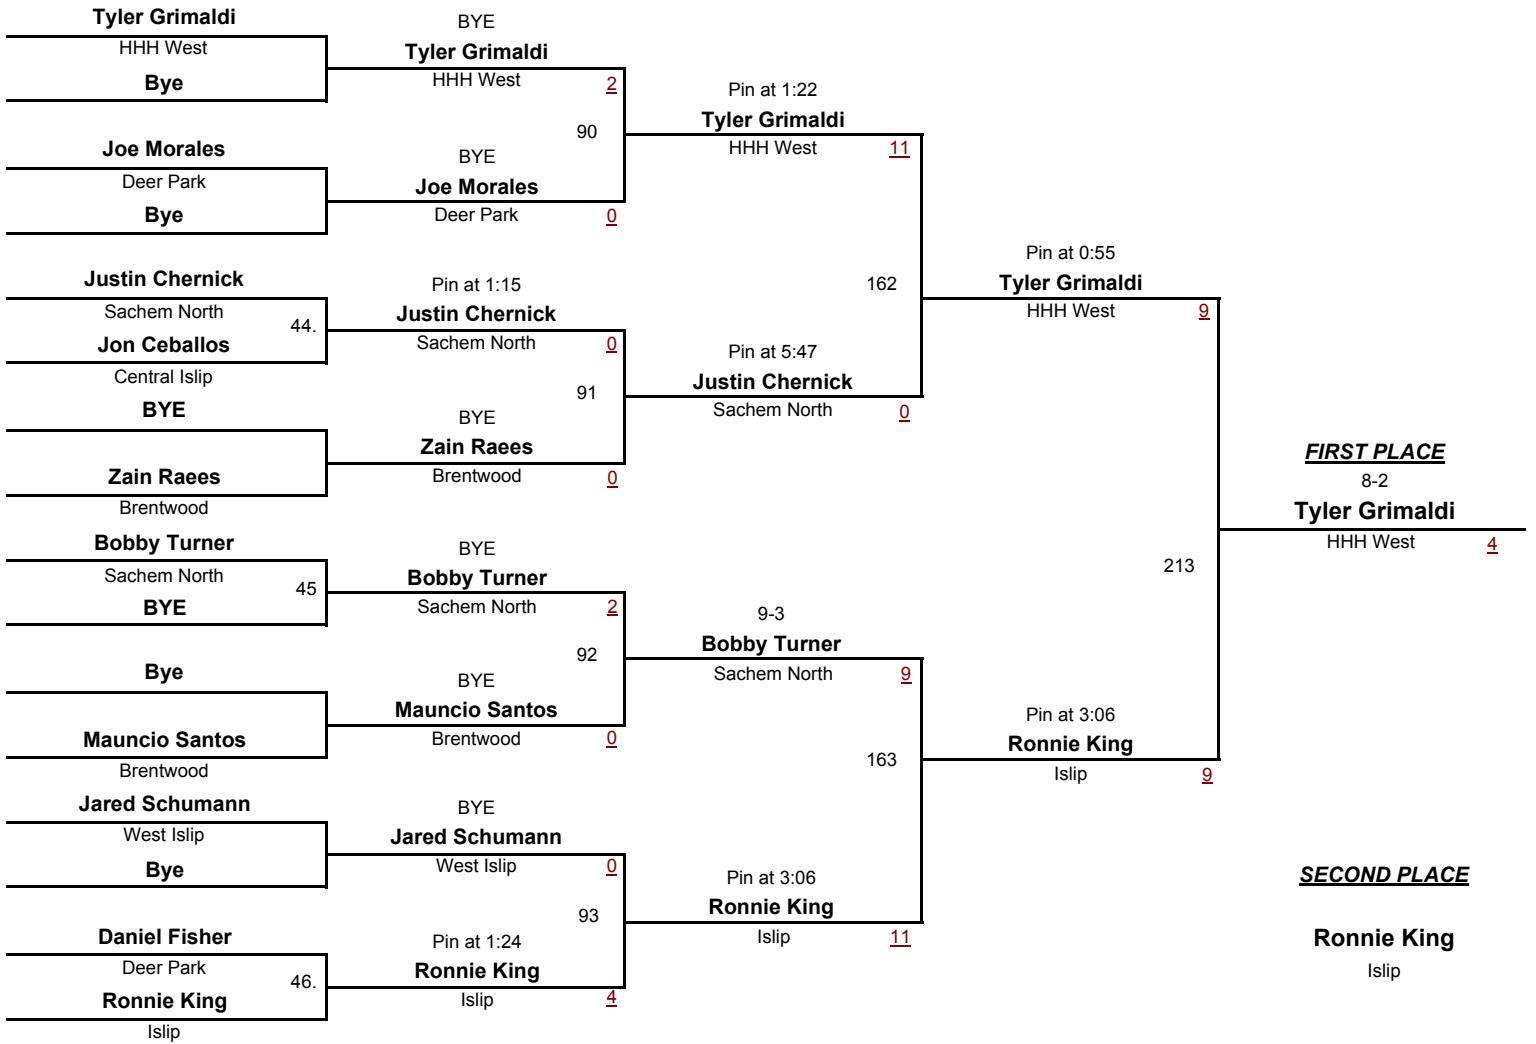 Tyler Grimaldi
HHH West
Bye
Joe Morales
Deer Park
Bye
Justin Chernick
Sachem North
44.
Jon Ceballos
Central Islip
BYE
Zain Raees
Brentwood
Bobby Turner
Sachem North
45
BYE
Bye
Mauncio Santos
Brentwood
Jared Schumann
West Islip
Bye
Daniel Fisher
Deer Park
46.
Ronnie King
Islip
BYE
Tyler Grimaldi
HHH West
2
90
BYE
Joe Morales
Deer Park
0
Pin at 1:15
Justin Chernick
Sachem North
0
91
BYE
Zain Raees
Brentwood
0
BYE
Bobby Turner
Sachem North
2
92
BYE
Mauncio Santos
Brentwood
0
BYE
Jared Schumann
West Islip
0
93
Pin at 1:24
Ronnie King
Islip
4
Pin at 1:22
Tyler Grimaldi
HHH West
11
162
Pin at 5:47
Justin Chernick
Sachem North
0
9-3
Bobby Turner
Sachem North
9
163
Pin at 3:06
Ronnie King
Islip
11
Pin at 0:55
Tyler Grimaldi
HHH West
9
213
Pin at 3:06
Ronnie King
Islip
9
FIRST PLACE
8-2
Tyler Grimaldi
HHH West
4
SECOND PLACE
Ronnie King
Islip